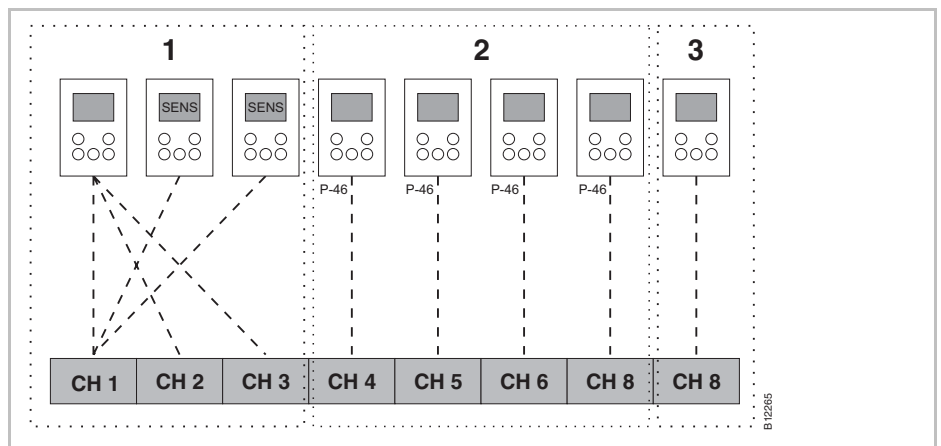 1 2 3
SENS SENS
P-46 P-46 P-46 P-46
CH 1 CH 2 CH 3 CH 4 CH 5 CH 6 CH 8 CH 8
B12265